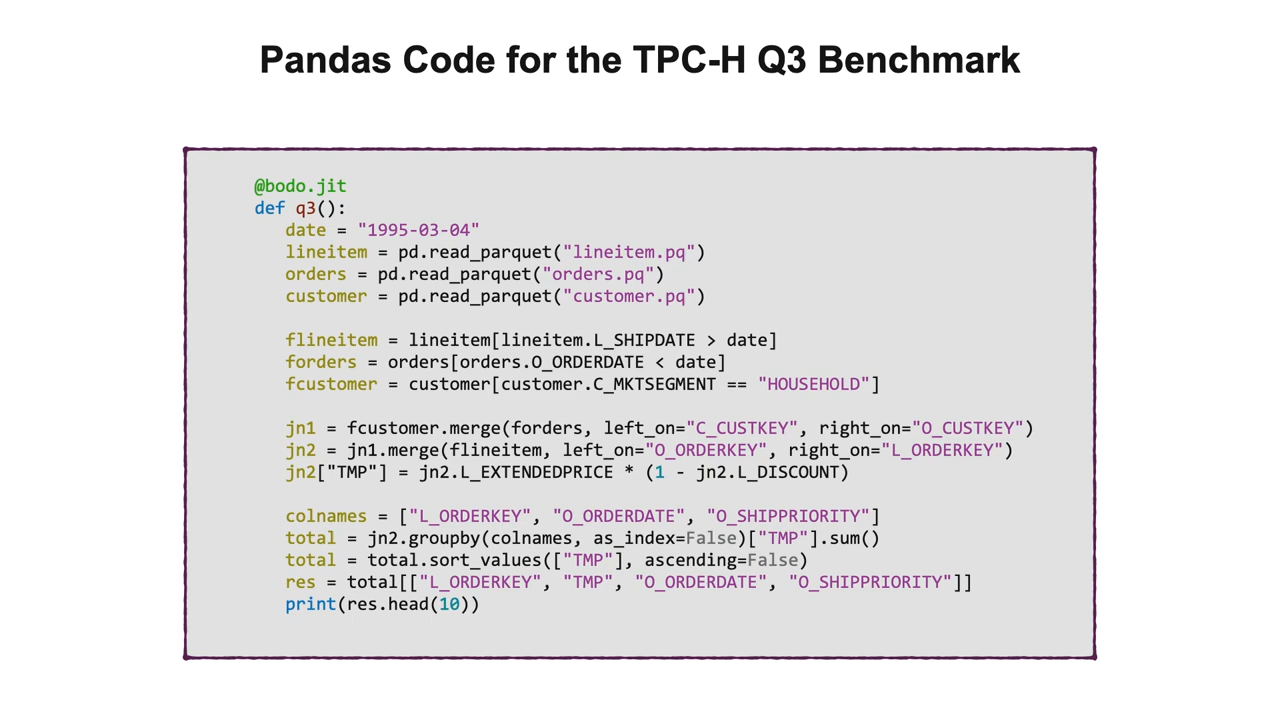 Pandas Code for the TPC-H Q3 Benchmark
@bodo.jit
def q3():
date = "1995-03-04"
lineitem = pd.read_parquet("lineitem.pq")
orders = pd.read_parquet("orders.pq")
customer = pd.read_parquet("customer.pq")
flineitem = lineitem[lineitem.L_SHIPDATE > date]
forders = orders[orders.O_ORDERDATE < date]
fcustomer = customer[customer.C_MKTSEGMENT == "HOUSEHOLD"]
jn1 = fcustomer.merge(forders, left_on="C_CUSTKEY", right_on="O_CUSTKEY")
jn2 = jn1.merge(flineitem, left_on="O_ORDERKEY", right_on="L_ORDERKEY")
jn2["TMP"] = jn2.L_EXTENDEDPRICE * (1 - jn2.L_DISCOUNT)
colnames = ["L_ORDERKEY", "O_ORDERDATE", "O_SHIPPRIORITY"]
total = jn2.groupby(colnames, as_index=False)["TMP"].sum()
total = total.sort_values(["TMP"], ascending=False)
res = total[["L_ORDERKEY", "TMP", "O_ORDERDATE", "O_SHIPPRIORITY"]]
print(res.head(10))